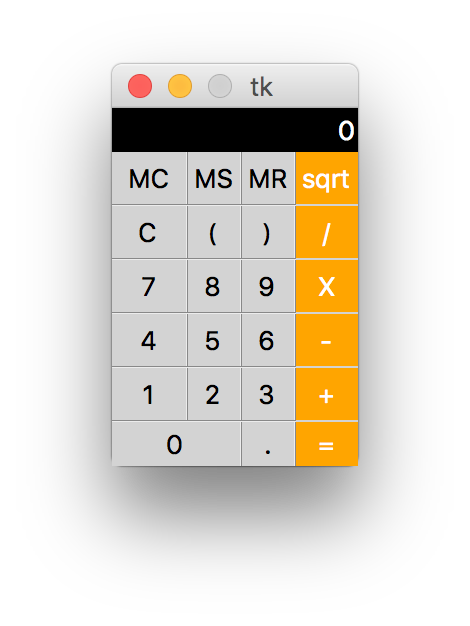 tk
0
MC MS MR sqrt
C ( ) /
7 8 9 X
4 5 6 -
1 2 3 +
0 . =